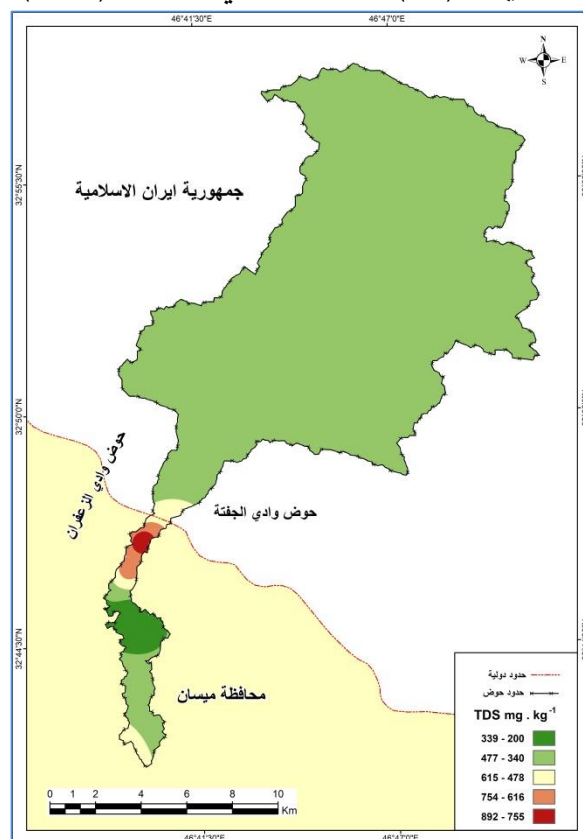 46°41'30"E
46°47'0"E
N
W E
S
32°55'30"N
جمهورية ايران الاسلامية
32°50'0"N
حوض وادي الزعفران
حوض وادي الجفتة
32°44'30"N
محافظة ميسان
حدود دولية
حدود حوض
TDS mg . kg⁻¹
339 - 200
477 - 340
615 - 478
754 - 616
892 - 755
0 1 2 4 6 8 10
Km
46°41'30"E
46°47'0"E